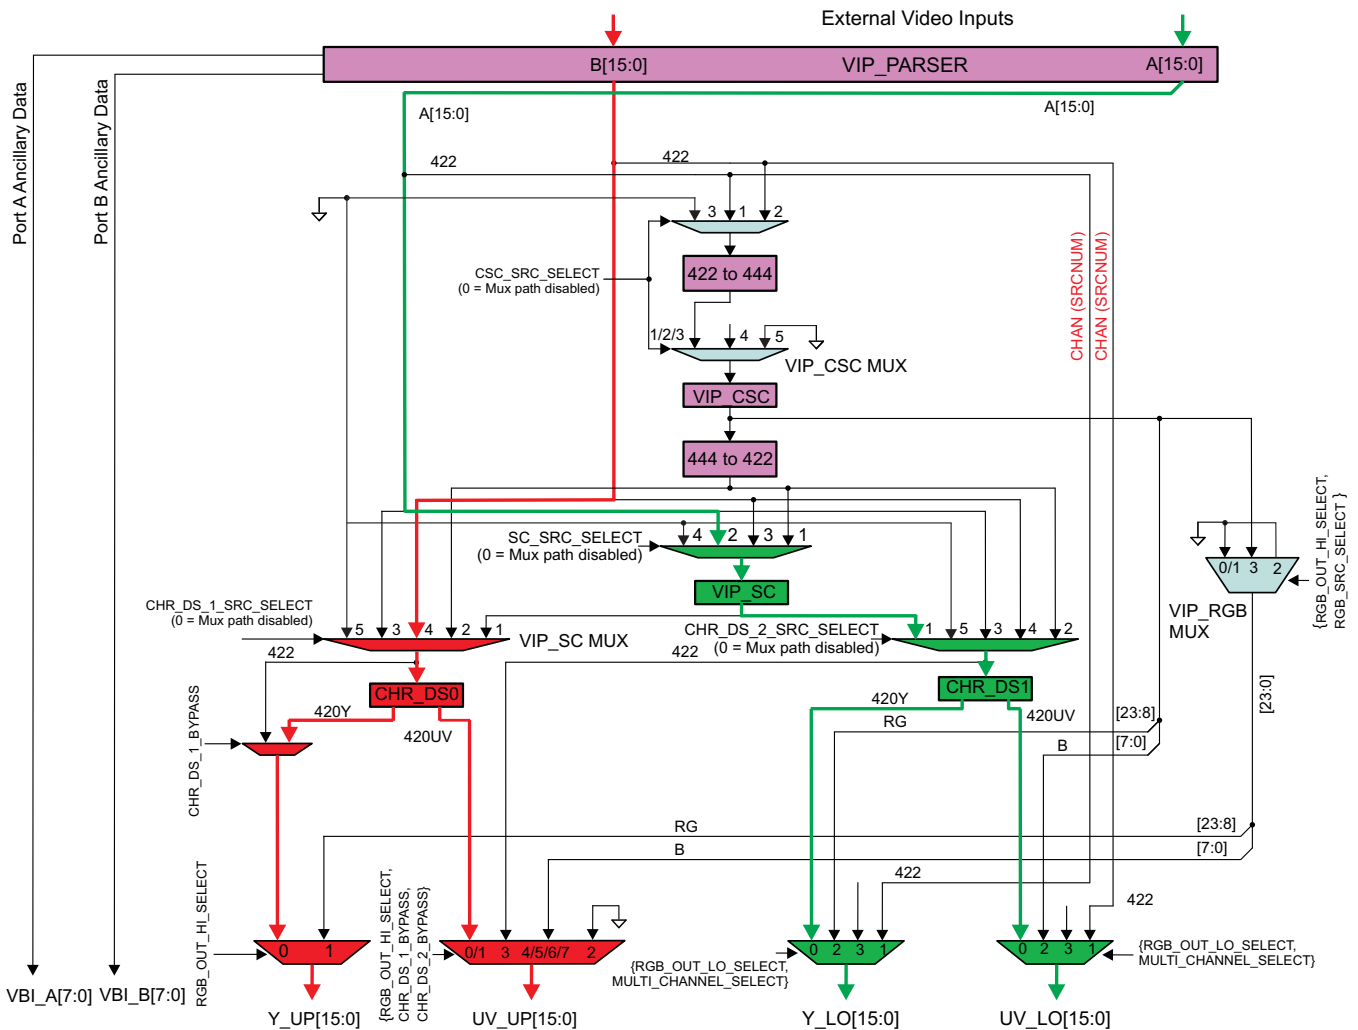 External Video Inputs
B[15:0]
VIP_PARSER
A[15:0]
A[15:0]
A[15:0]
Port A Ancillary Data
Port B Ancillary Data
422
422
3 1 2
CSC_SRC_SELECT
(0 = Mux path disabled)
422 to 444
CHAN (SRCNUM)
CHAN (SRCNUM)
1/2/3 4 5
VIP_CSC MUX
VIP_CSC
444 to 422
SC_SRC_SELECT
(0 = Mux path disabled)
4 2 3 1
{RGB_OUT_HI_SELECT,
RGB_SRC_SELECT }
0/1 3 2
VIP_RGB
MUX
VIP_SC
CHR_DS_1_SRC_SELECT
(0 = Mux path disabled)
5 3 4 2 1
VIP_SC MUX
CHR_DS_2_SRC_SELECT
(0 = Mux path disabled)
1 5 3 4 2
422
422
CHR_DS0
CHR_DS1
[23:0]
420Y
420UV
420Y
420UV
RG
[23:8]
B
[7:0]
CHR_DS_1_BYPASS
RG
[23:8]
B
[7:0]
422
422
RGB_OUT_HI_SELECT
0 1
{RGB_OUT_HI_SELECT,
CHR_DS_1_BYPASS,
CHR_DS_2_BYPASS}
0/1 3 4/5/6/7 2
{RGB_OUT_LO_SELECT,
MULTI_CHANNEL_SELECT}
0 2 3 1
0 2 3 1
{RGB_OUT_LO_SELECT,
MULTI_CHANNEL_SELECT}
VBI_A[7:0]
VBI_B[7:0]
Y_UP[15:0]
UV_UP[15:0]
Y_LO[15:0]
UV_LO[15:0]